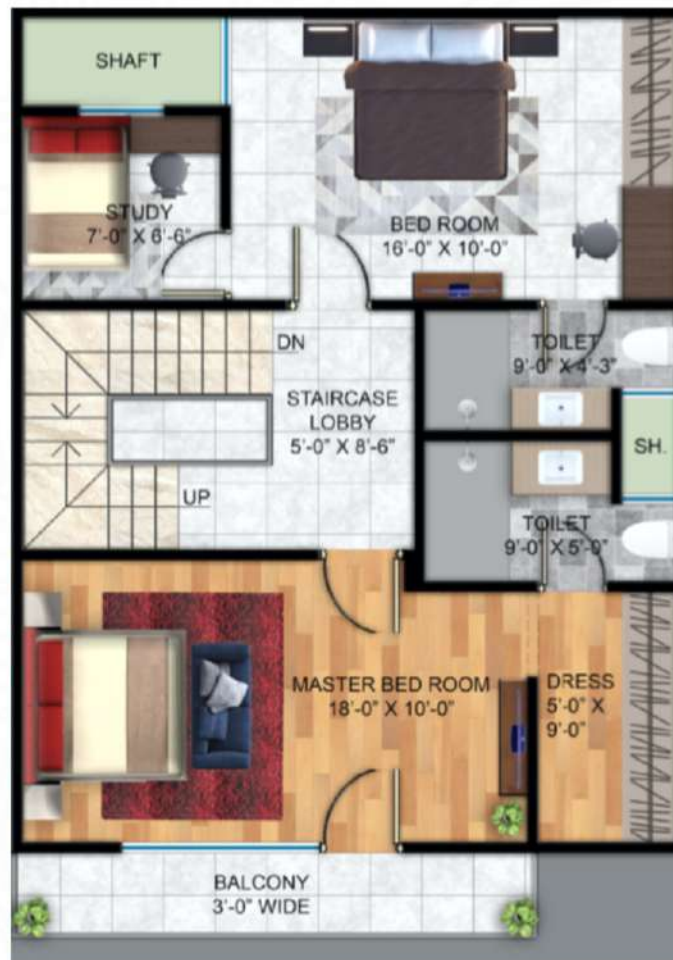 SHAFT
STUDY
7'-0" X 6'-6"
BED ROOM
16'-0" X 10'-0"
DN
TOILET
9'-0" X 4'-3"
STAIRCASE
LOBBY
5'-0" X 8'-6"
SH.
UP
TOILET
9'-0" X 5'-0"
MASTER BED ROOM
18'-0" X 10'-0"
DRESS
5'-0" X
9'-0"
BALCONY
3'-0" WIDE